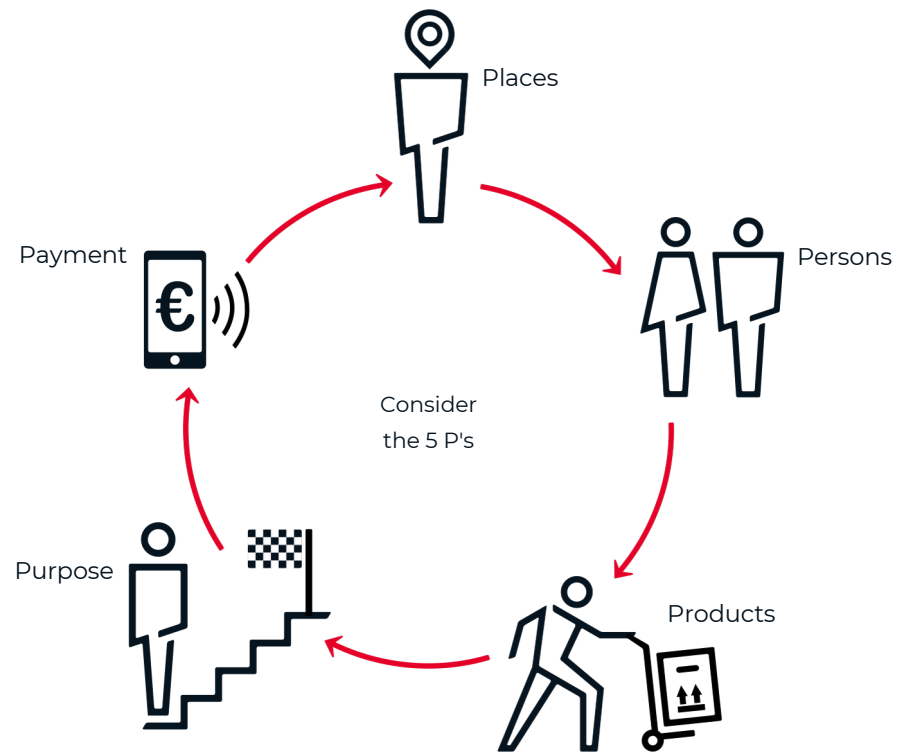 Places
Payment
Persons
€
Consider
the 5 P's
Purpose
Products